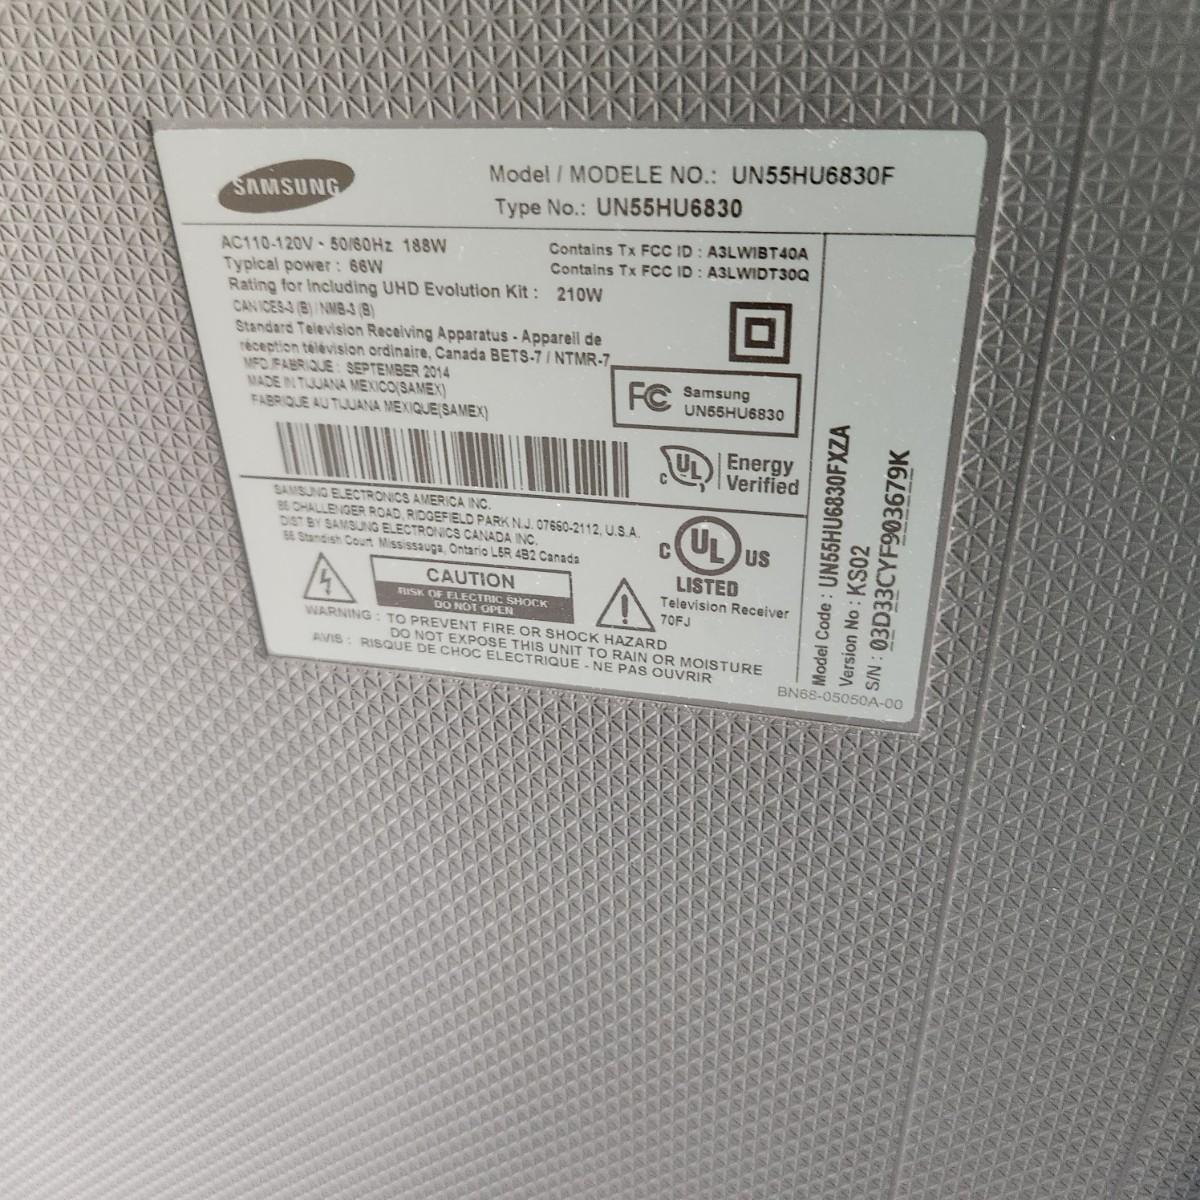 SAMSUNG
Model / MODELE NO.: UN55HU6830F
Type No.: UN55HU6830
AC110-120V - 50/60Hz 188W
Typical power : 66W
Rating for Including UHD Evolution Kit : 210W
CAN ICES-3 (B) / NMB-3 (B)
Standard Television Receiving Apparatus - Appareil de
réception télévision ordinaire, Canada BETS-7 / NTMR-7
MFD./FABRIQUE : SEPTEMBER 2014
MADE IN TIJUANA MEXICO(SAMEX)
FABRIQUE AU TIJUANA MEXIQUE(SAMEX)
Contains Tx FCC ID : A3LWIBT40A
Contains Tx FCC ID : A3LWIDT30Q
FC Samsung
UN55HU6830
C UL Energy
Verified
SAMSUNG ELECTRONICS AMERICA INC.
85 CHALLENGER ROAD, RIDGEFIELD PARK N.J. 07660-2112, U.S.A.
DIST BY SAMSUNG ELECTRONICS CANADA INC.
55 Standish Court Mississauga, Ontario L5R 4B2 Canada
CAUTION
RISK OF ELECTRIC SHOCK
DO NOT OPEN
C UL US
LISTED
Television Receiver
70FJ
WARNING : TO PREVENT FIRE OR SHOCK HAZARD
DO NOT EXPOSE THIS UNIT TO RAIN OR MOISTURE
AVIS : RISQUE DE CHOC ELECTRIQUE - NE PAS OUVRIR
Model Code : UN55HU6830FXZA
Version No : KS02
S/N : 03D33CYF903679K
BN68-05050A-00